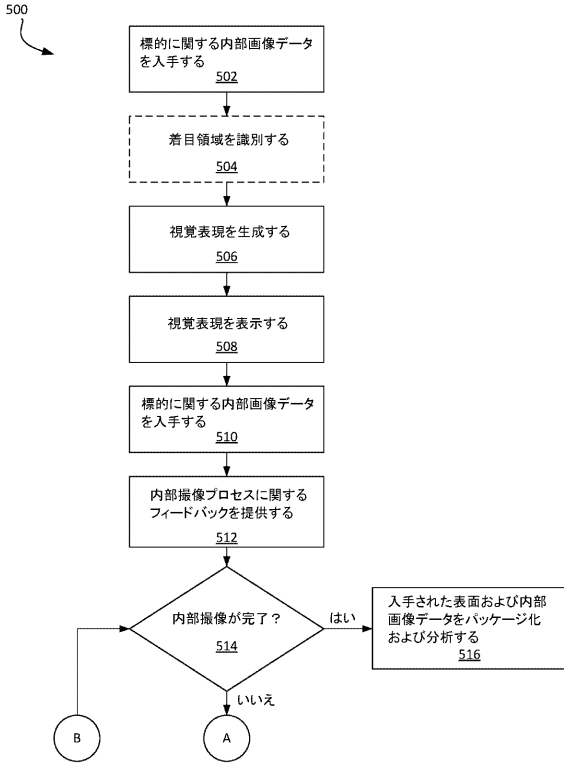 500
標的に関する内部画像データ
を入手する
502
着目領域を識別する
504
視覚表現を生成する
506
視覚表現を表示する
508
標的に関する内部画像データ
を入手する
510
内部撮像プロセスに関する
フィードバックを提供する
512
内部撮像が完了?
514
はい
入手された表面および内部
画像データをパッケージ化
および分析する
516
いいえ
B
A